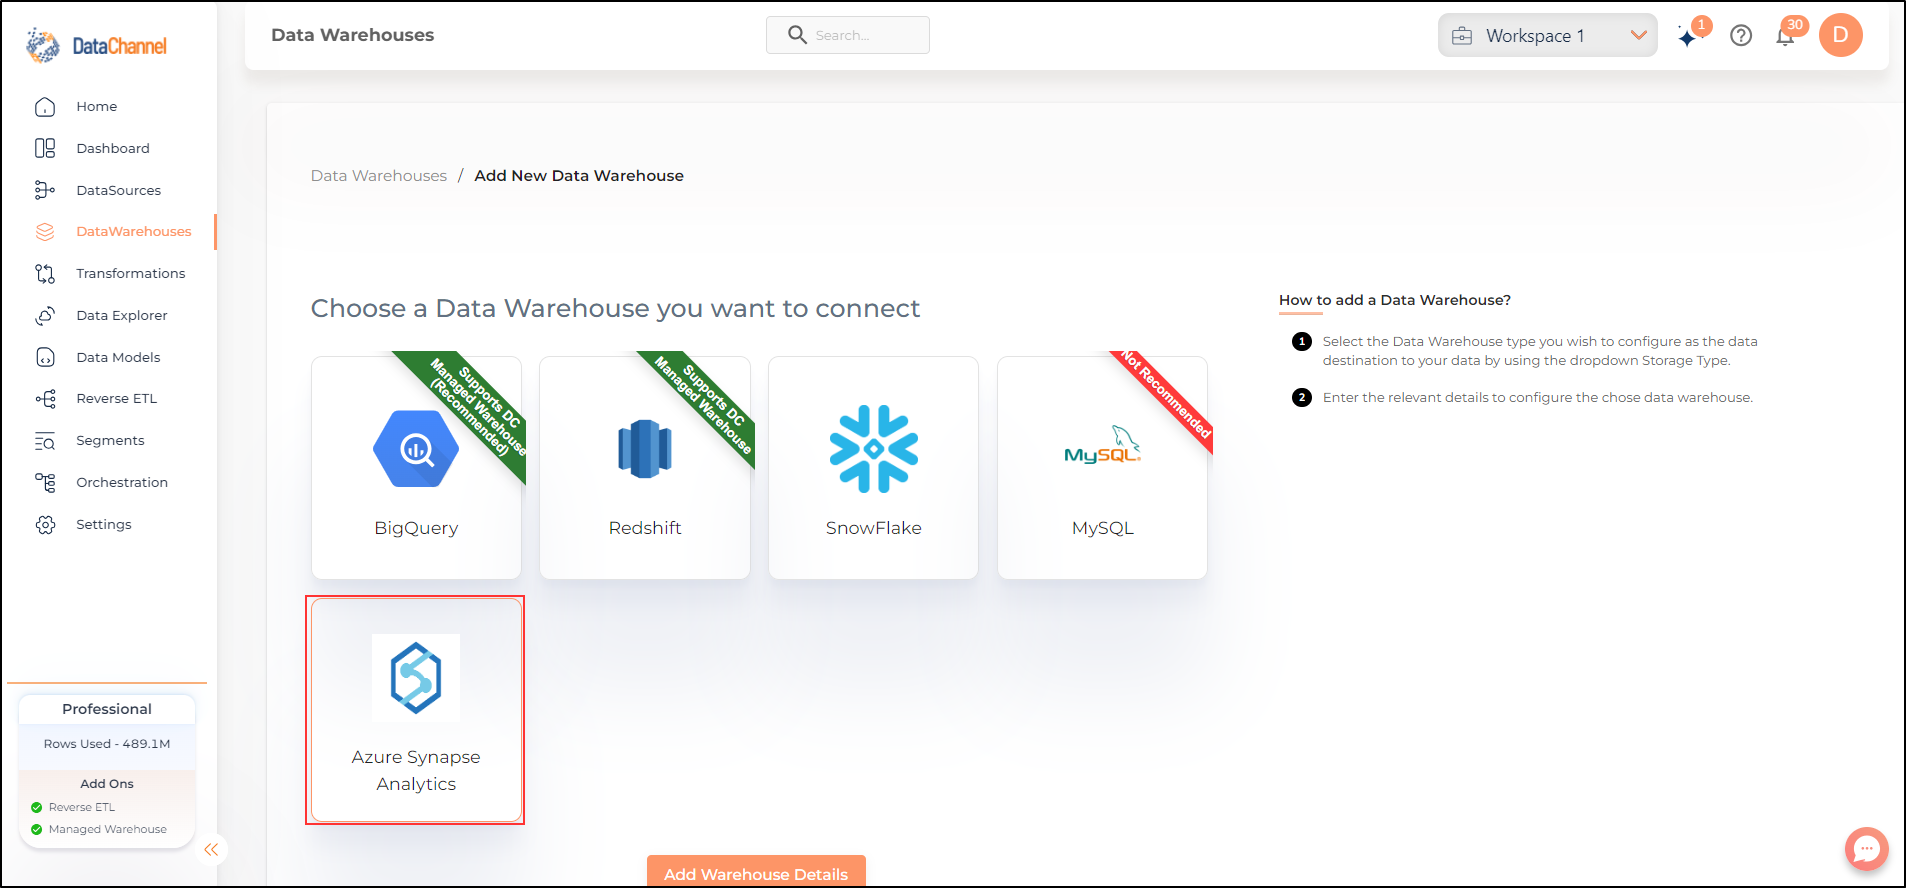 DataChannel
Data Warehouses
Search...
Workspace 1
1
30
D
Home
Dashboard
DataSources
DataWarehouses
Transformations
Data Explorer
Data Models
Reverse ETL
Segments
Orchestration
Settings
Professional
Rows Used - 489.1M
Add Ons
Reverse ETL
Managed Warehouse
Data Warehouses / Add New Data Warehouse
Choose a Data Warehouse you want to connect
Supports DC
Managed Warehouse
(Recommended)
BigQuery
Supports DC
Managed Warehouse
Redshift
SnowFlake
Not Recommended
MySQL
MySQL
Azure Synapse
Analytics
Add Warehouse Details
How to add a Data Warehouse?
1 Select the Data Warehouse type you wish to configure as the data
destination to your data by using the dropdown Storage Type.
2 Enter the relevant details to configure the chose data warehouse.